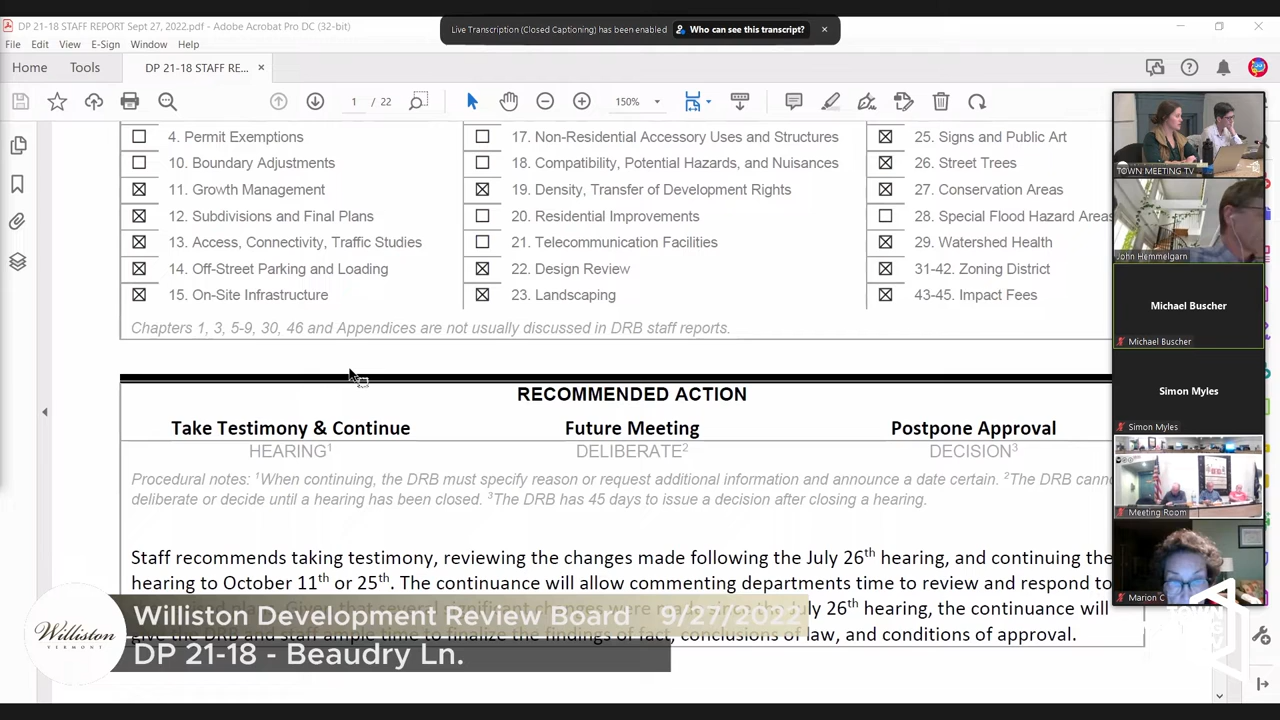 DP 21-18 STAFF REPORT Sept 27, 2022.pdf - Adobe Acrobat Pro DC (32-bit)
Live Transcription (Closed Captioning) has been enabled Who can see this transcript?
File Edit View E-Sign Window Help
Home Tools DP 21-18 STAFF RE...
1 / 22 150%
4. Permit Exemptions
10. Boundary Adjustments
11. Growth Management
12. Subdivisions and Final Plans
13. Access, Connectivity, Traffic Studies
14. Off-Street Parking and Loading
15. On-Site Infrastructure
17. Non-Residential Accessory Uses and Structures
18. Compatibility, Potential Hazards, and Nuisances
19. Density, Transfer of Development Rights
20. Residential Improvements
21. Telecommunication Facilities
22. Design Review
23. Landscaping
25. Signs and Public Art
26. Street Trees
27. Conservation Areas
28. Special Flood Hazard Areas
29. Watershed Health
31-42. Zoning District
43-45. Impact Fees
Chapters 1, 3, 5-9, 30, 46 and Appendices are not usually discussed in DRB staff reports.
RECOMMENDED ACTION
Take Testimony & Continue Future Meeting Postpone Approval
HEARING1 DELIBERATE2 DECISION3
Procedural notes: 1When continuing, the DRB must specify reason or request additional information and announce a date certain. 2The DRB canno
deliberate or decide until a hearing has been closed. 3The DRB has 45 days to issue a decision after closing a hearing.
Staff recommends taking testimony, reviewing the changes made following the July 26th hearing, and continuing the
hearing to October 11th or 25th. The continuance will allow commenting departments time to review and respond to
were July 26th hearing, the continuance will
give the DRB and staff ample time to finalize the findings of fact, conclusions of law, and conditions of approval.
TOWN MEETING TV
John Hemmelgarn
Michael Buscher
Michael Buscher
Simon Myles
Simon Myles
Meeting Room
Marion C
Williston
VERMONT
Williston Development Review Board 9/27/2022
DP 21-18 - Beaudry Ln.